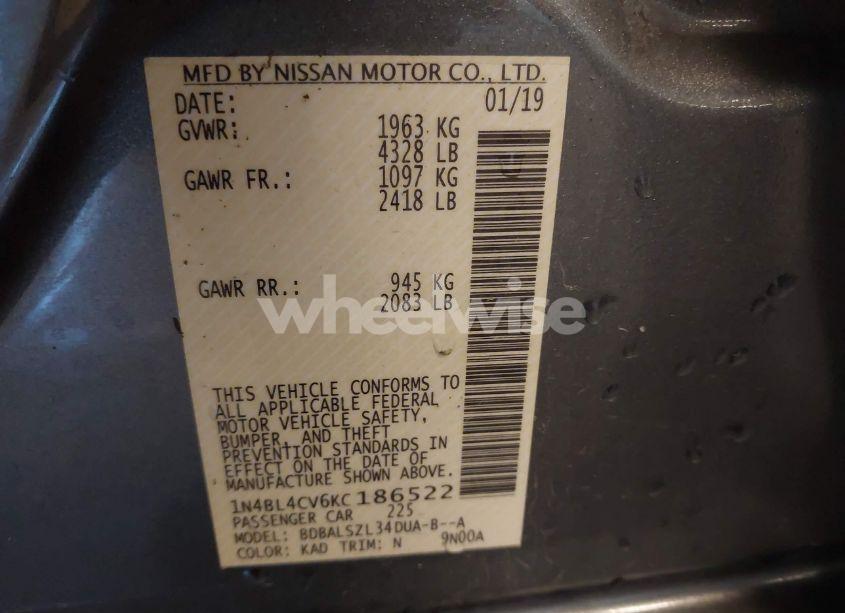 MFD BY NISSAN MOTOR CO., LTD.
DATE: 01/19
GVWR: 1963 KG
4328 LB
GAWR FR.: 1097 KG
2418 LB
GAWR RR.: 945 KG
2083 LB
wheelwise
THIS VEHICLE CONFORMS TO
ALL APPLICABLE FEDERAL
MOTOR VEHICLE SAFETY,
BUMPER, AND THEFT
PREVENTION STANDARDS IN
EFFECT ON THE DATE OF
MANUFACTURE SHOWN ABOVE.
1N4BL4CV6KC186522
PASSENGER CAR 225
MODEL: BDBALSZL34DUA-B--A
COLOR: KAD TRIM: N 9N00A